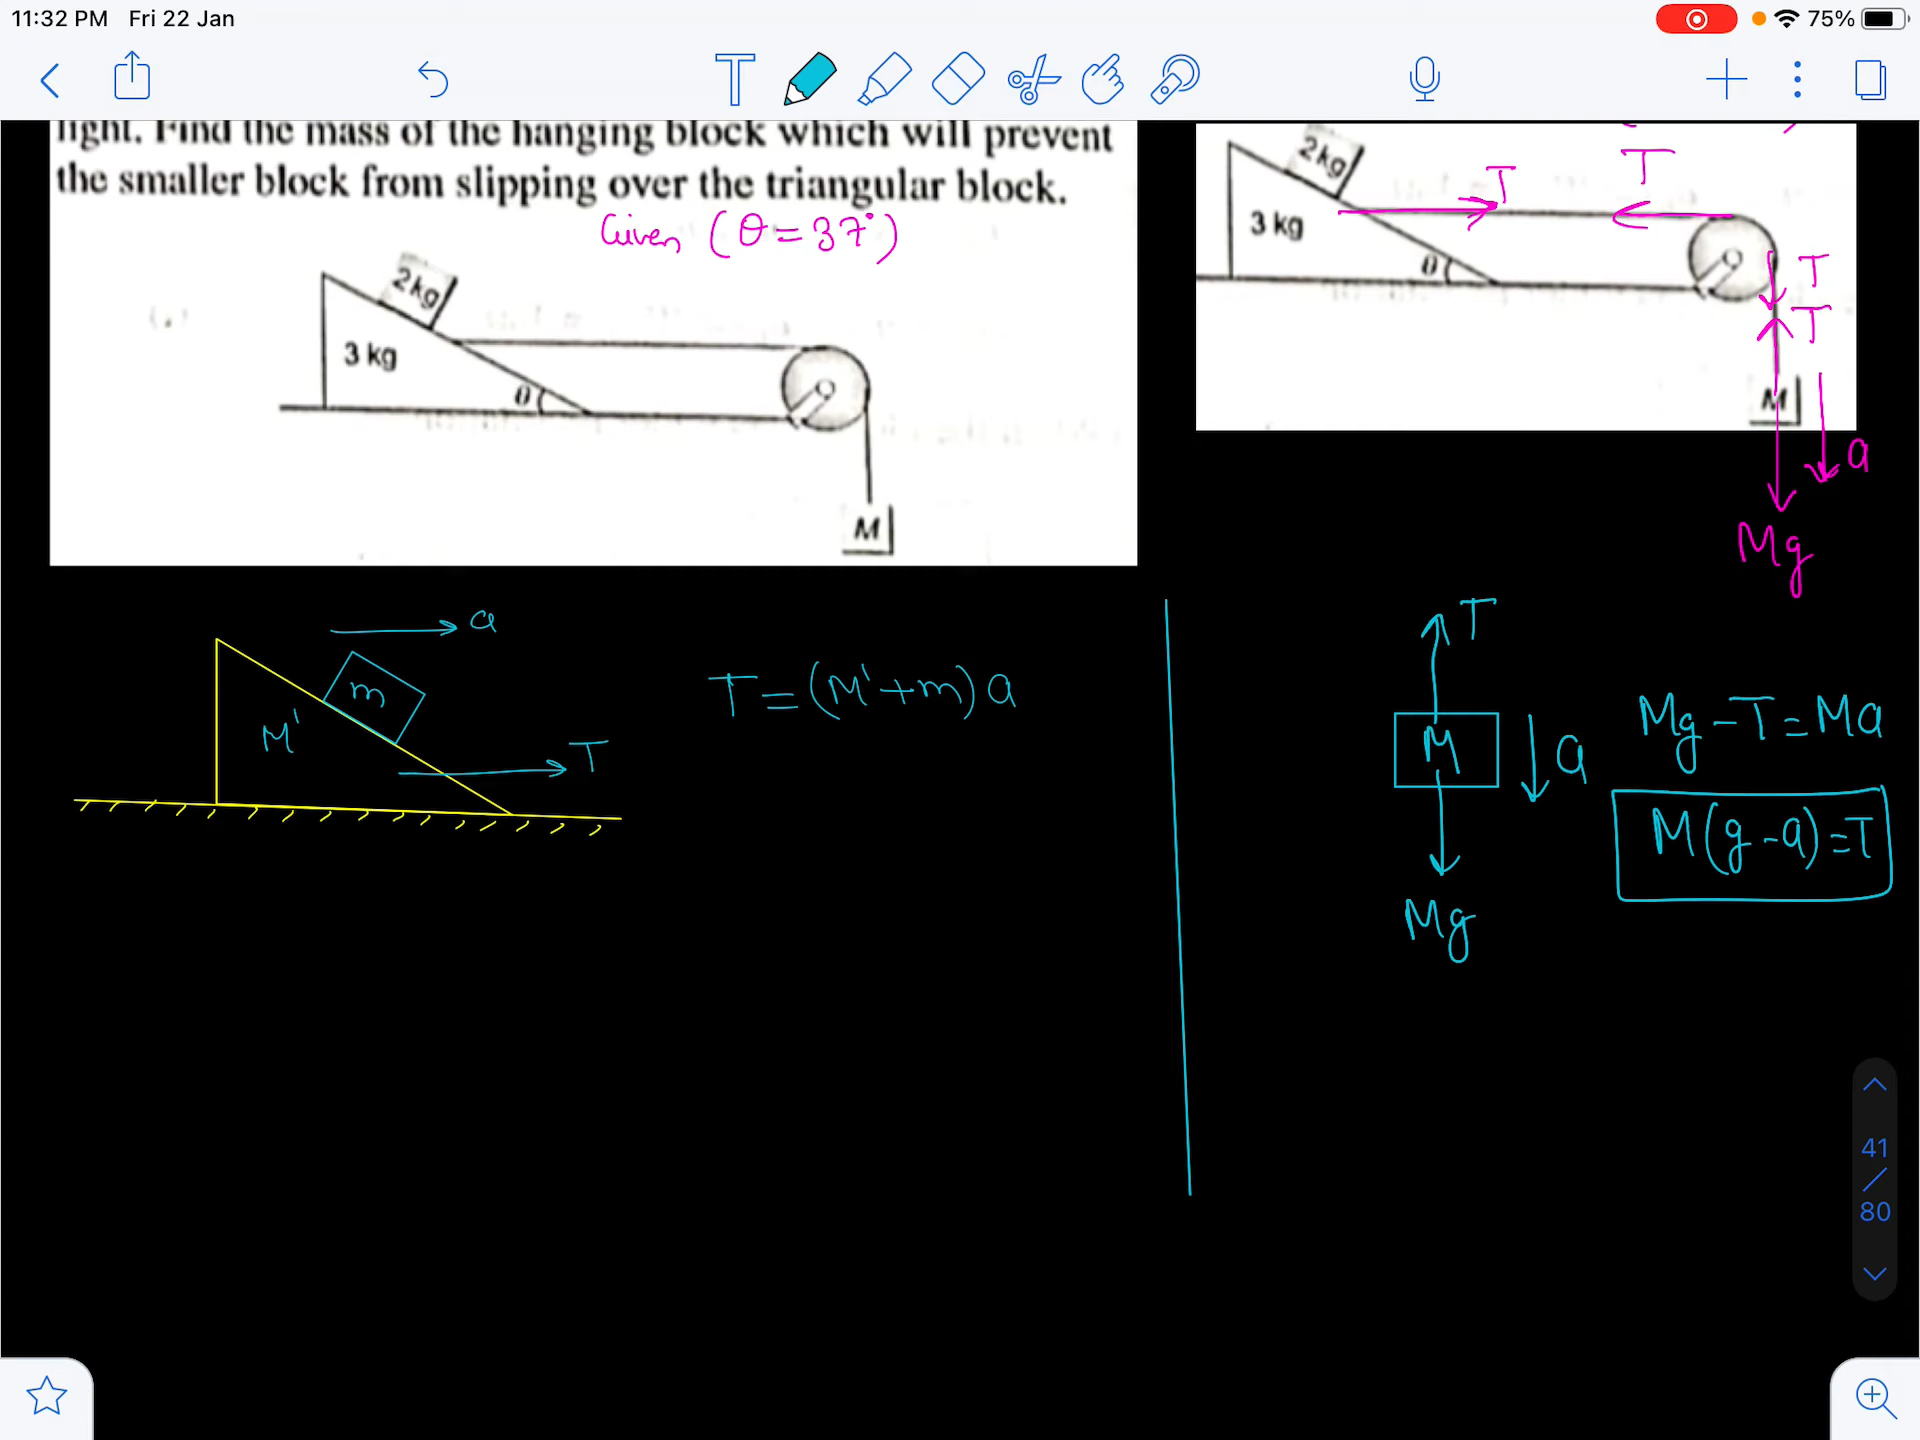 11:32 PM Fri 22 Jan
75%
light. Find the mass of the hanging block which will prevent
the smaller block from slipping over the triangular block.
Given (θ=37°)
2kg
3 kg
θ
M
2kg
3 kg
θ
T
T
T
T
M
a
Mg
a
m
M'
T
T=(M'+m)a
T
M
a
Mg
Mg-T=Ma
M(g-a)=T
41
/
80